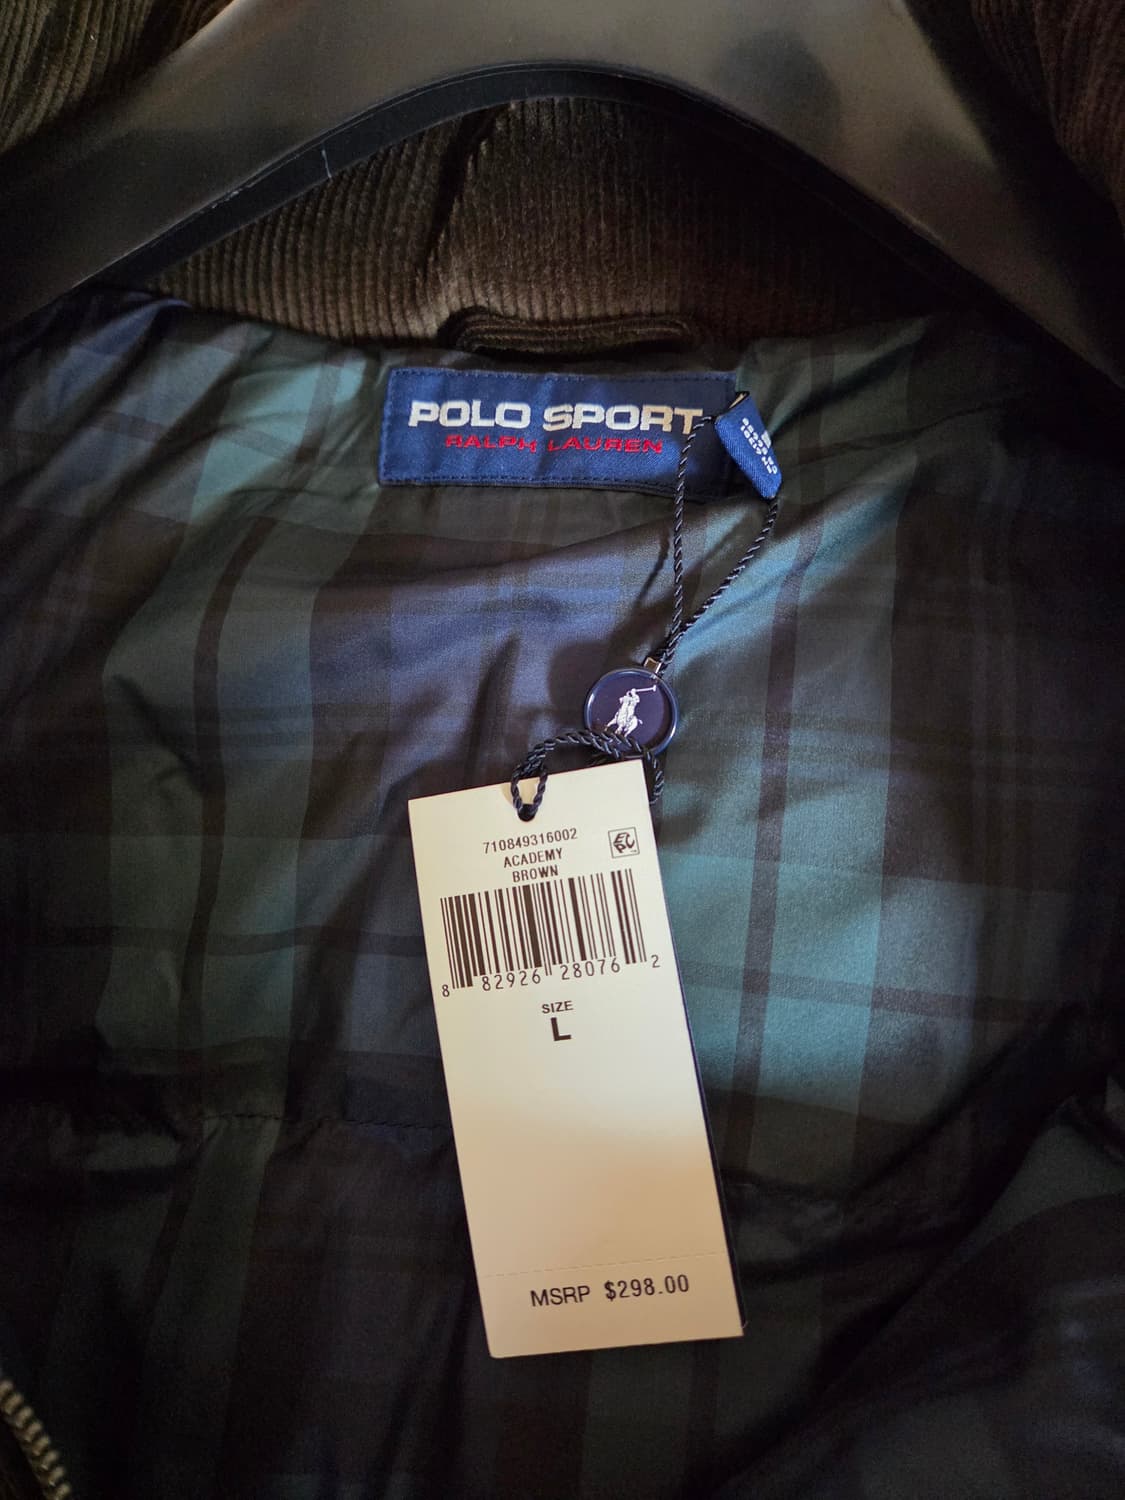 POLO SPORT
RALPH LAUREN
710849316002
ACADEMY
BROWN
8 82926 28076 2
SIZE
L
MSRP $298.00